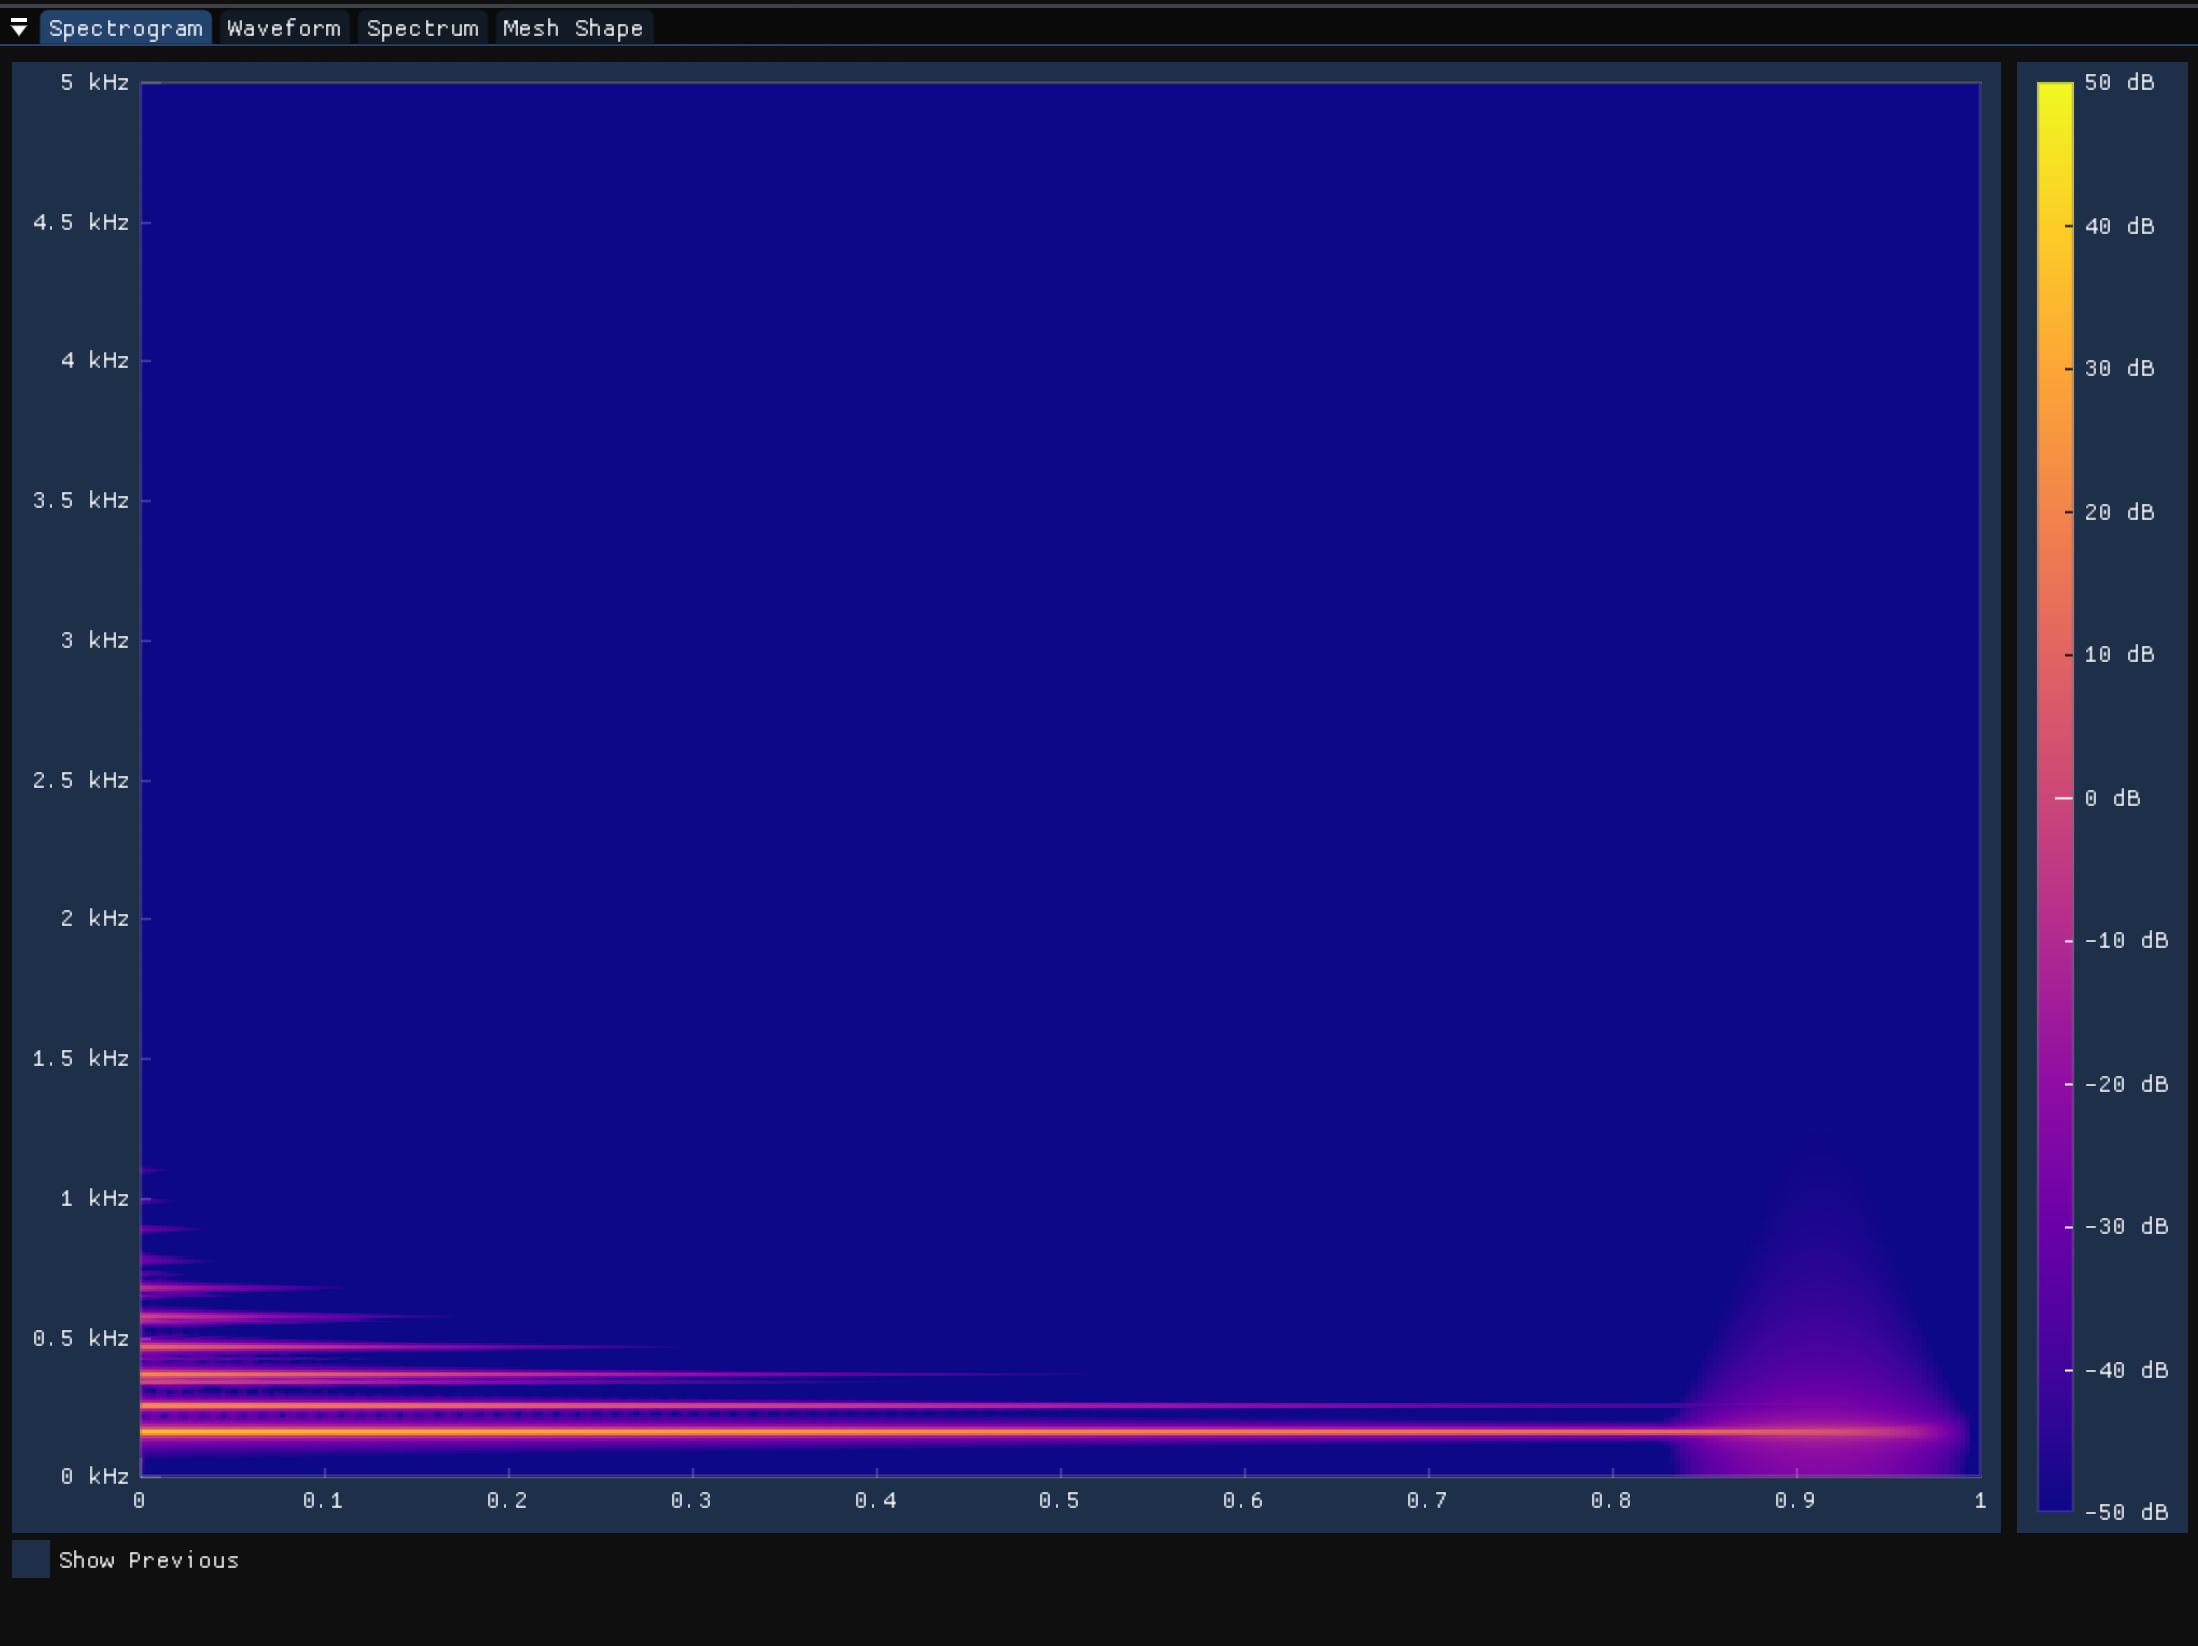 Spectrogram Waveform Spectrum Mesh Shape
5 kHz
4.5 kHz
4 kHz
3.5 kHz
3 kHz
2.5 kHz
2 kHz
1.5 kHz
1 kHz
0.5 kHz
0 kHz
0 0.1 0.2 0.3 0.4 0.5 0.6 0.7 0.8 0.9 1
50 dB
40 dB
30 dB
20 dB
10 dB
0 dB
-10 dB
-20 dB
-30 dB
-40 dB
-50 dB
Show Previous